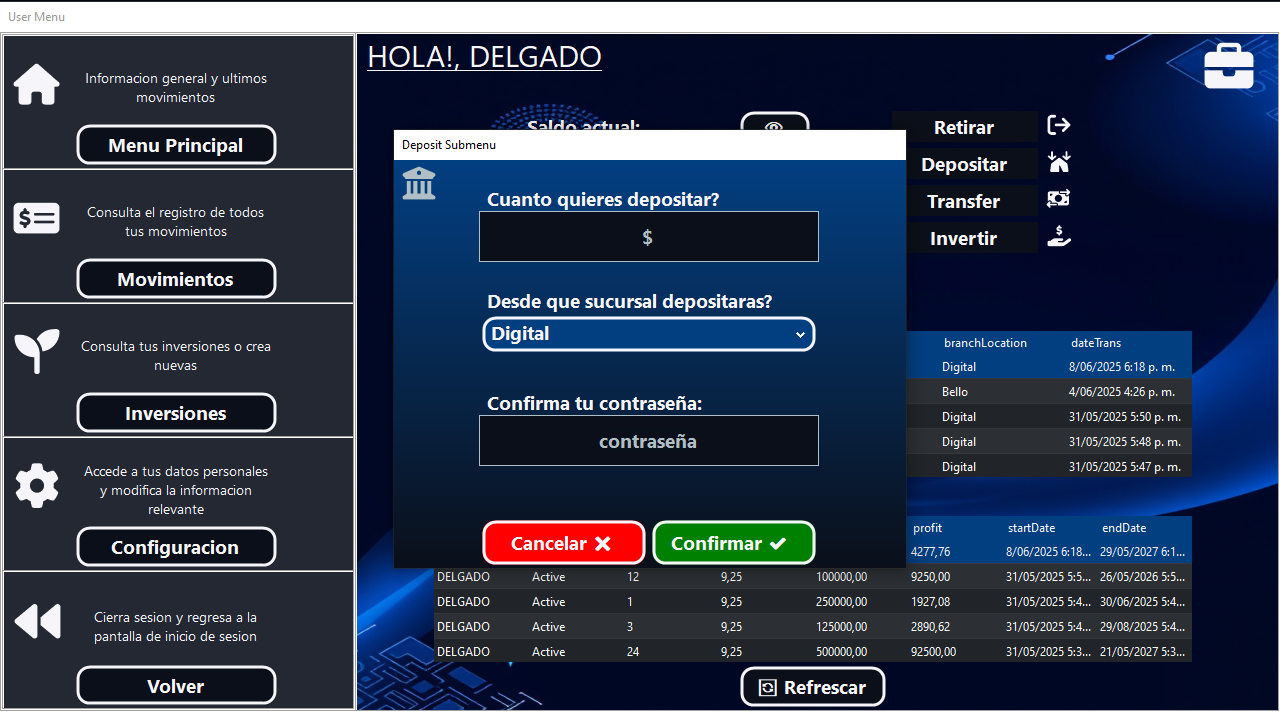 User Menu
Informacion general y ultimos
movimientos
Menu Principal
Consulta el registro de todos
tus movimientos
Movimientos
Consulta tus inversiones o crea
nuevas
Inversiones
Accede a tus datos personales
y modifica la informacion
relevante
Configuracion
Cierra sesion y regresa a la
pantalla de inicio de sesion
Volver
HOLA!, DELGADO
Saldo actual:
Retirar
Depositar
Transfer
Invertir
Deposit Submenu
Cuanto quieres depositar?
$
Desde que sucursal depositaras?
Digital
Confirma tu contraseña:
contraseña
Cancelar
Confirmar
branchLocation dateTrans
Digital 8/06/2025 6:18 p. m.
Bello 4/06/2025 4:26 p. m.
Digital 31/05/2025 5:50 p. m.
Digital 31/05/2025 5:48 p. m.
Digital 31/05/2025 5:47 p. m.
profit startDate endDate
4277,76 8/06/2025 6:18... 29/05/2027 6:1...
DELGADO Active 12 9,25 100000,00 9250,00 31/05/2025 5:5... 26/05/2026 5:5...
DELGADO Active 1 9,25 250000,00 1927,08 31/05/2025 5:4... 30/06/2025 5:4...
DELGADO Active 3 9,25 125000,00 2890,62 31/05/2025 5:4... 29/08/2025 5:4...
DELGADO Active 24 9,25 500000,00 92500,00 31/05/2025 5:3... 21/05/2027 5:3...
Refrescar